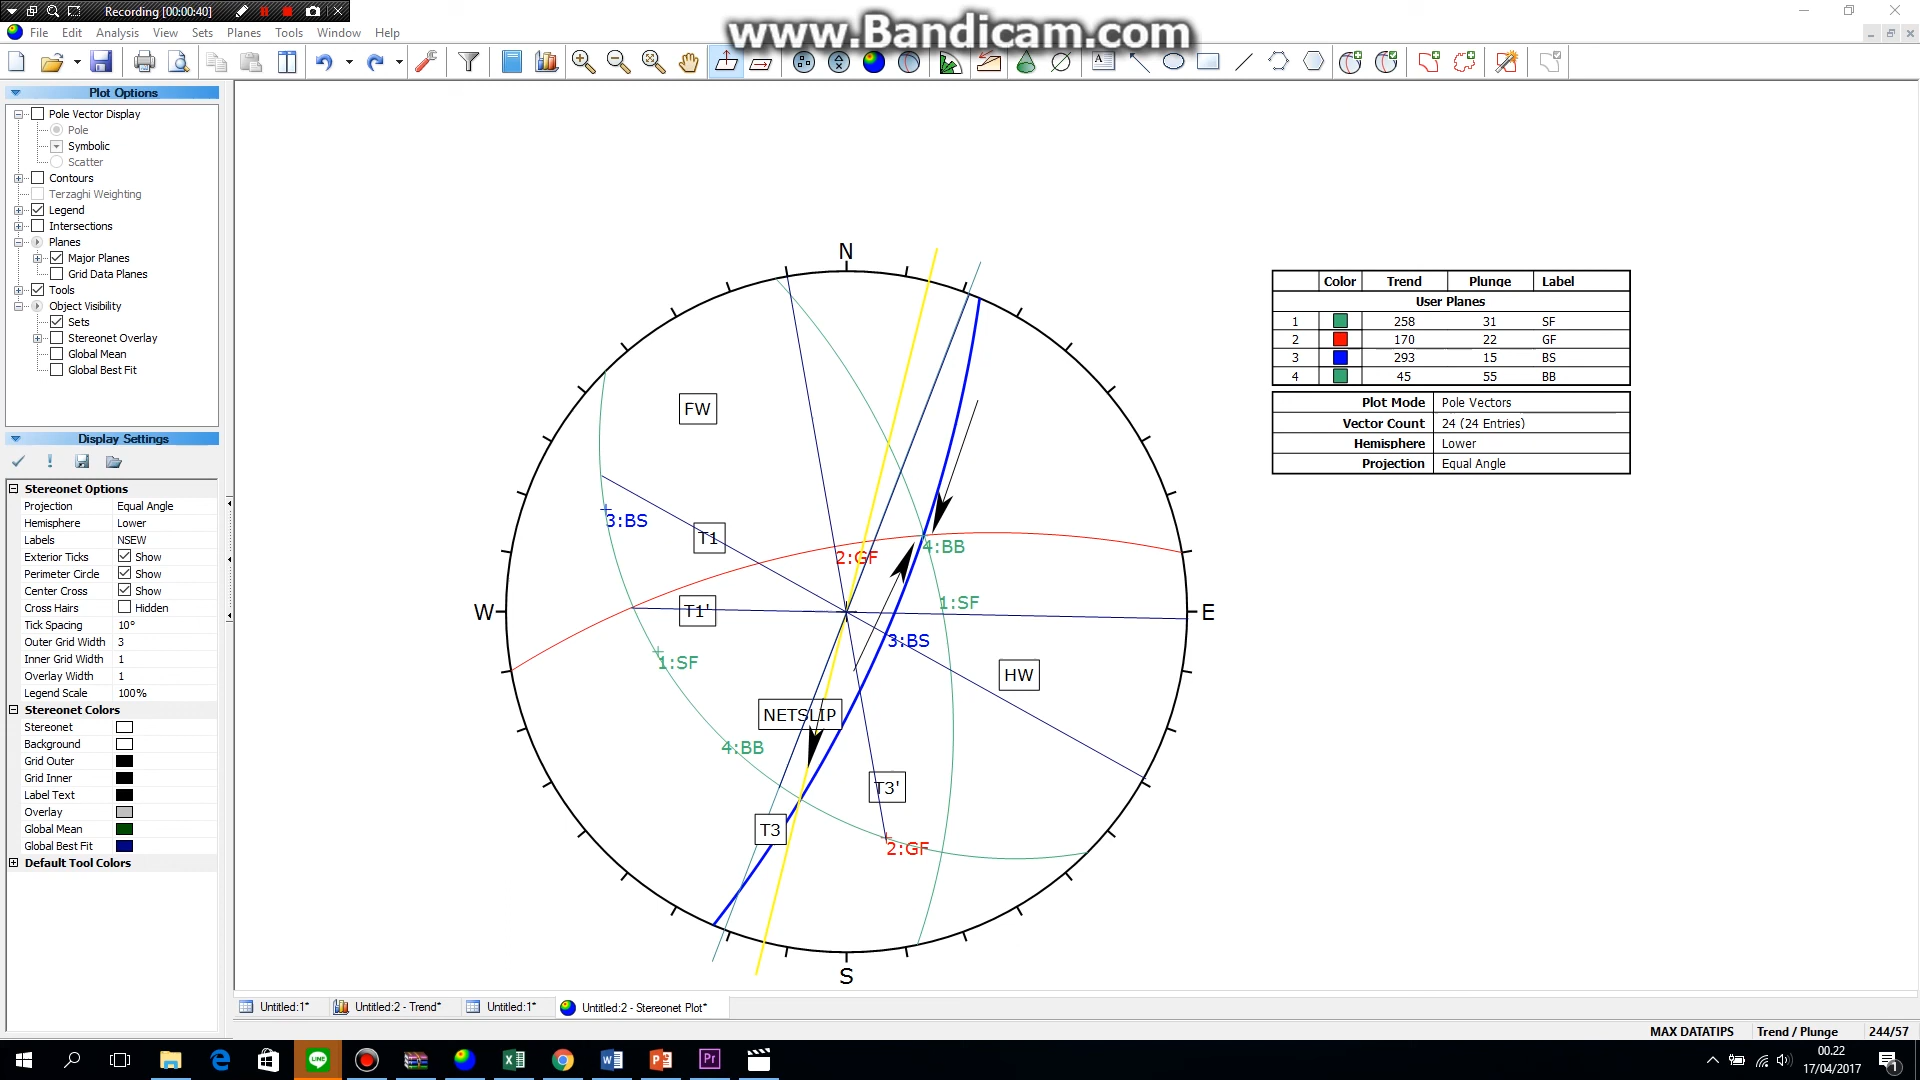 Recording [00:00:40]
www.Bandicam.com
File Edit Analysis View Sets Planes Tools Window Help
Plot Options
Pole Vector Display
Pole
Symbolic
Scatter
Contours
Terzaghi Weighting
Legend
Intersections
Planes
Major Planes
Grid Data Planes
Tools
Object Visibility
Sets
Stereonet Overlay
Global Mean
Global Best Fit
Display Settings
Stereonet Options
Projection Equal Angle
Hemisphere Lower
Labels NSEW
Exterior Ticks Show
Perimeter Circle Show
Center Cross Show
Cross Hairs Hidden
Tick Spacing 10°
Outer Grid Width 3
Inner Grid Width 1
Overlay Width 1
Legend Scale 100%
Stereonet Colors
Stereonet
Background
Grid Outer
Grid Inner
Label Text
Overlay
Global Mean
Global Best Fit
Default Tool Colors
N
FW
3:BS
T1
2:GF
4:BB
W
T1'
1:SF
E
3:BS
1:SF
HW
NETSLIP
4:BB
T3'
T3
2:GF
S
Color Trend Plunge Label
User Planes
1 258 31 SF
2 170 22 GF
3 293 15 BS
4 45 55 BB
Plot Mode Pole Vectors
Vector Count 24 (24 Entries)
Hemisphere Lower
Projection Equal Angle
Untitled:1* Untitled:2 - Trend* Untitled:1* Untitled:2 - Stereonet Plot*
MAX DATATIPS Trend / Plunge 244/57
LINE
Pr
00.22
17/04/2017
1